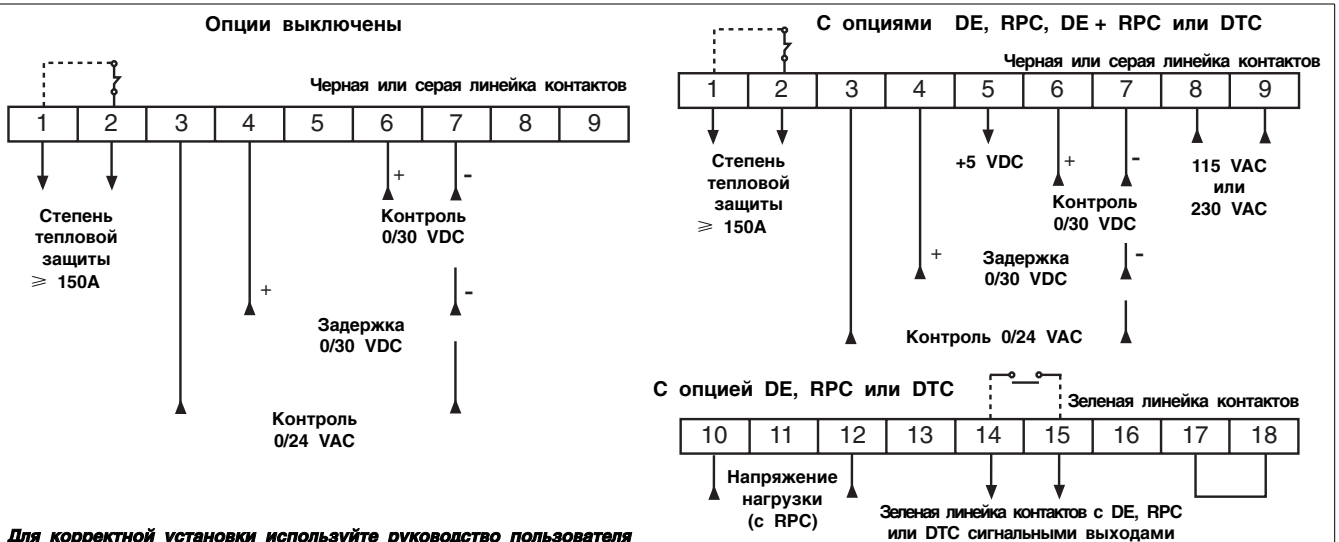 Опции выключены
Черная или серая линейка контактов
1 2 3 4 5 6 7 8 9
+ -
Степень
тепловой
защиты
⩾ 150А
Контроль
0/30 VDC
+ -
Задержка
0/30 VDC
Контроль
0/24 VAC
Для корректной установки используйте руководство пользователя
С опциями DE, RPC, DE + RPC или DTC
Черная или серая линейка контактов
1 2 3 4 5 6 7 8 9
Степень
тепловой
защиты
⩾ 150А
+5 VDC
+ -
Контроль
0/30 VDC
115 VAC
или
230 VAC
+ -
Задержка
0/30 VDC
Контроль 0/24 VAC
С опцией DE, RPC или DTC
Зеленая линейка контактов
10 11 12 13 14 15 16 17 18
Напряжение
нагрузки
(с RPC)
Зеленая линейка контактов с DE, RPC
или DTC сигнальными выходами